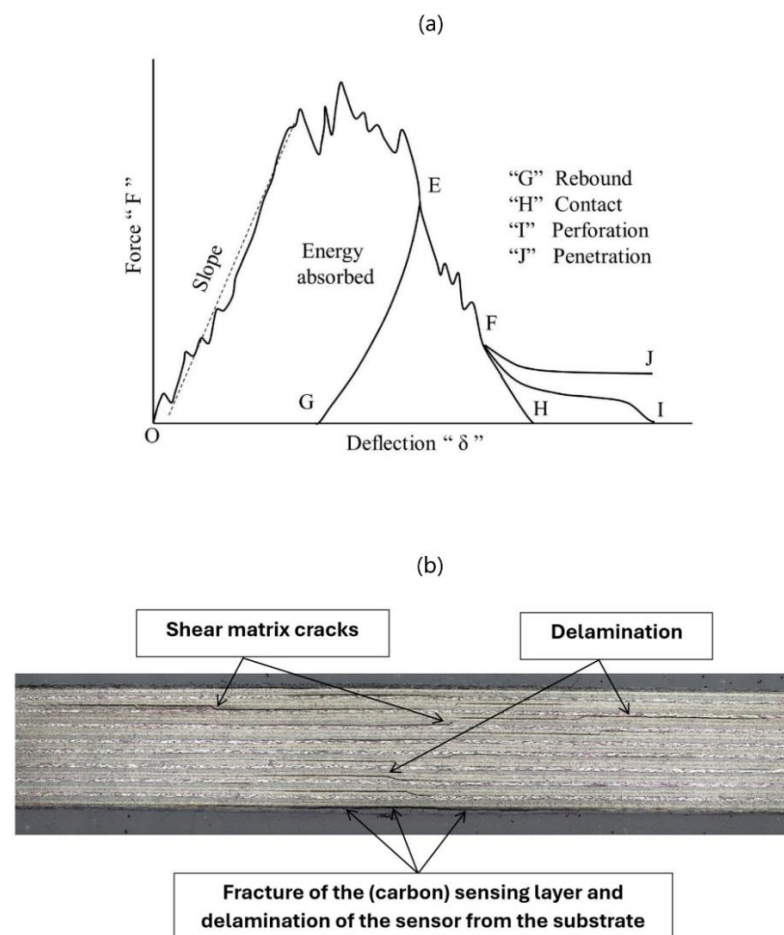 (a)
Force “ F ”
Slope
Energy
absorbed
E
“G” Rebound
“H” Contact
“I” Perforation
“J” Penetration
F
J
G
H
I
O
Deflection “ δ ”
(b)
Shear matrix cracks
Delamination
Fracture of the (carbon) sensing layer and
delamination of the sensor from the substrate